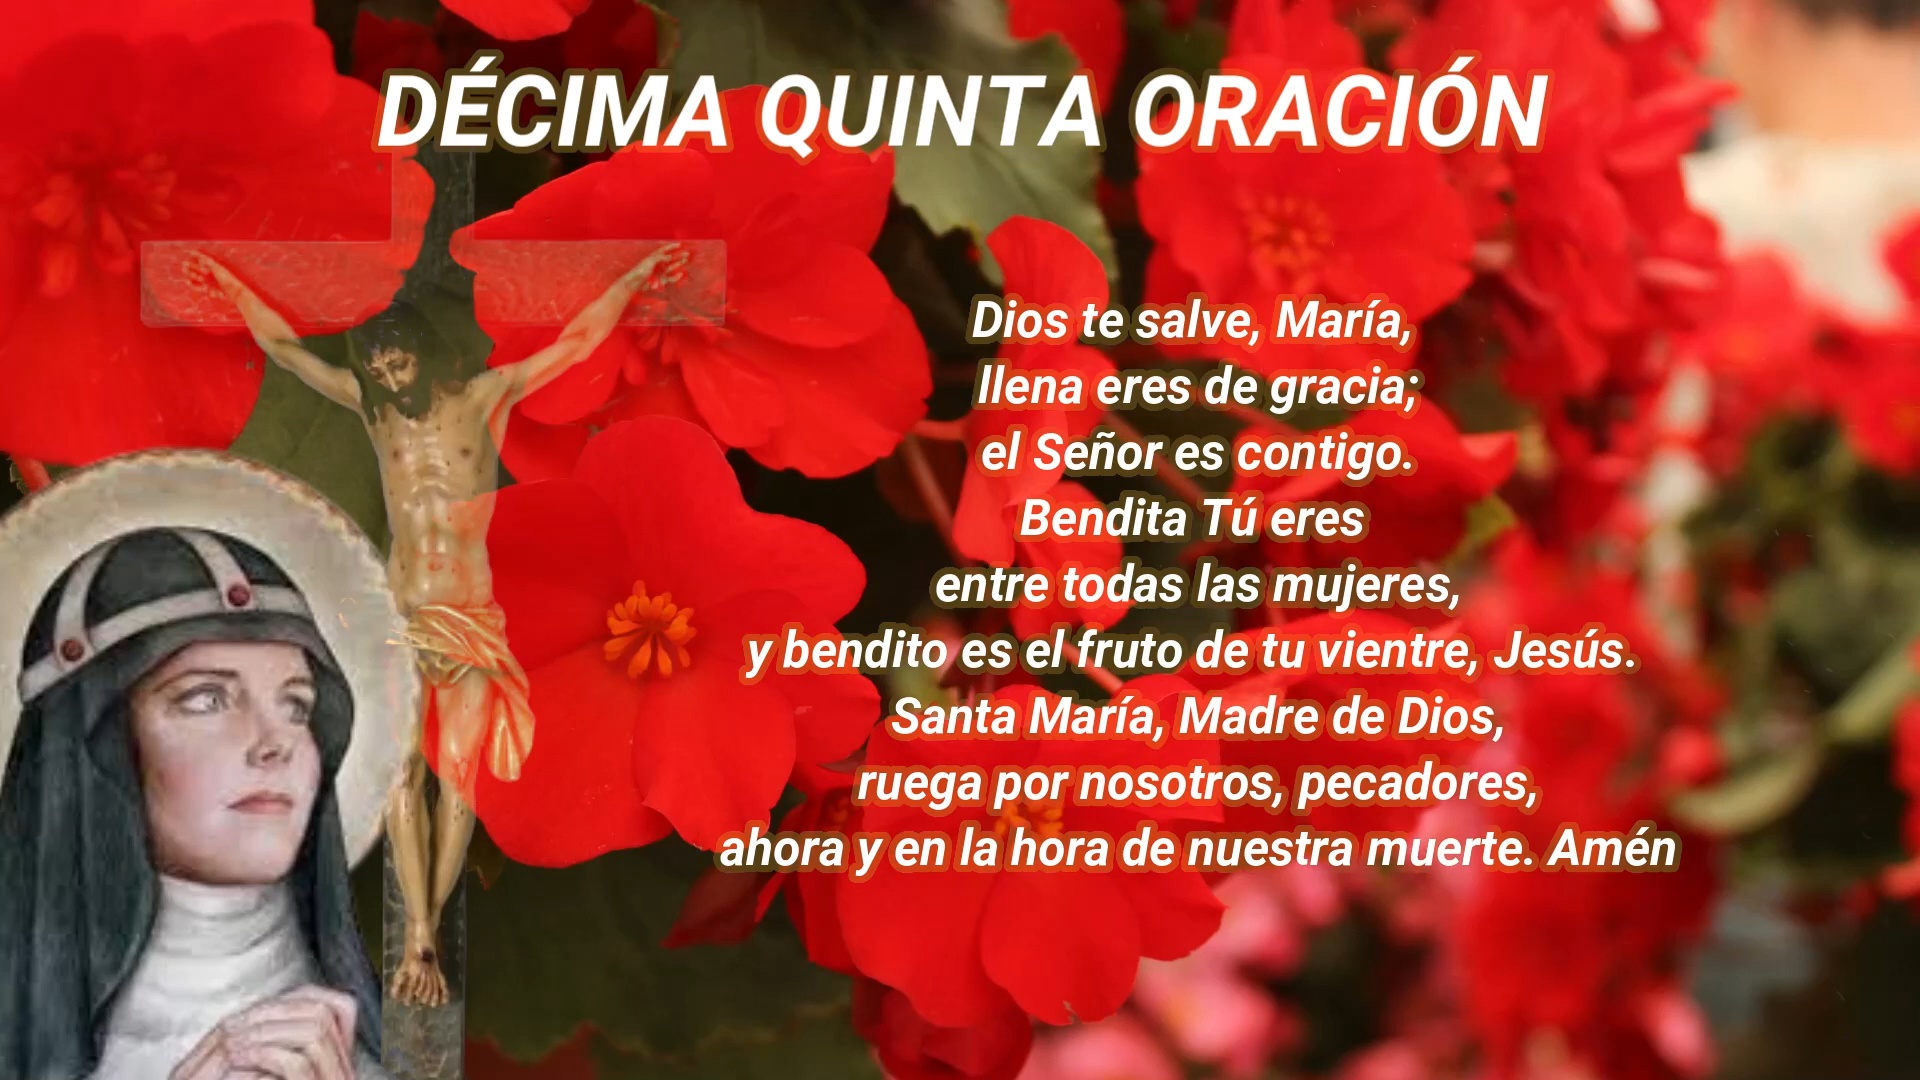 DÉCIMA QUINTA ORACIÓN
Dios te salve, María,
llena eres de gracia;
el Señor es contigo.
Bendita Tú eres
entre todas las mujeres,
y bendito es el fruto de tu vientre, Jesús.
Santa María, Madre de Dios,
ruega por nosotros, pecadores,
ahora y en la hora de nuestra muerte. Amén